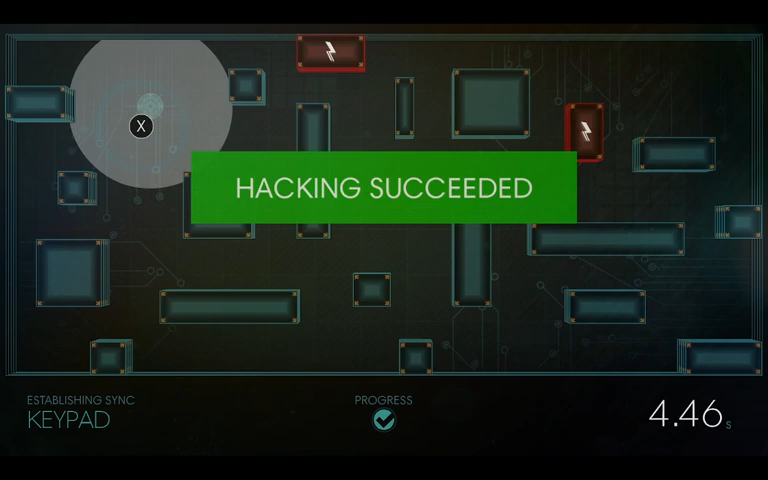 X
HACKING SUCCEEDED
ESTABLISHING SYNC
KEYPAD
PROGRESS
4.46s